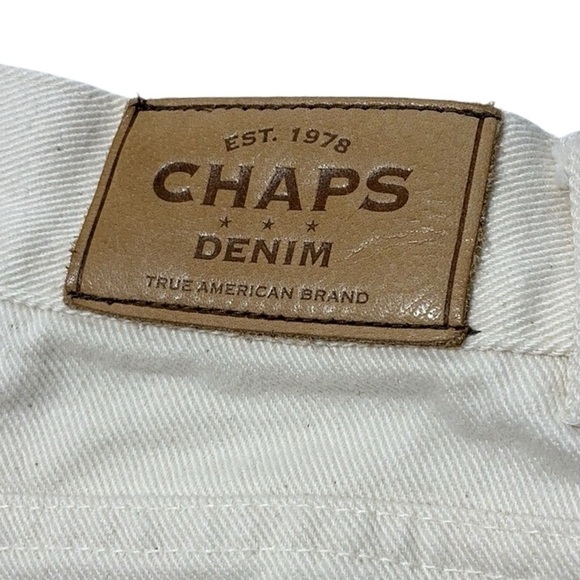 EST. 1978
CHAPS
DENIM
TRUE AMERICAN BRAND